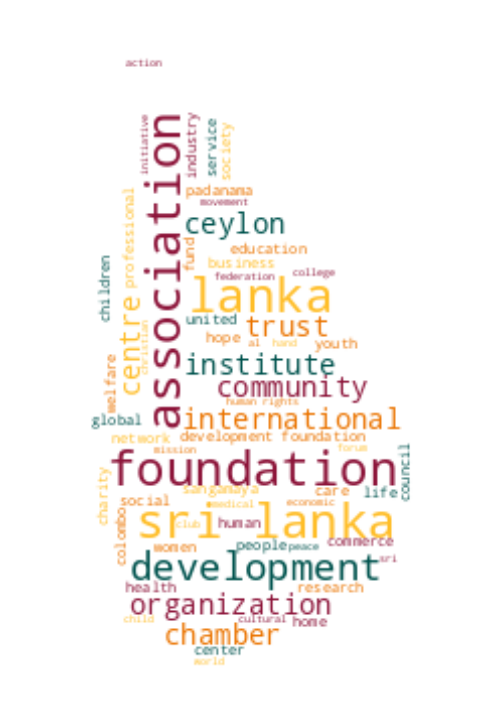 action
initiative
association
industry
service
society
padanama
movement
ceylon
professional
fund
education
business
federation
college
children
lanka
centre
united
trust
christian
hope
al
hand
youth
institute
welfare
community
human rights
global
international
network
development foundation
mission
forum
foundation
council
charity
sangamaya
care
life
social
medical
economic
colombo
sri lanka
club
human
women
people
peace
commerce
development
sri
health
research
organization
child
cultural
home
chamber
center
world